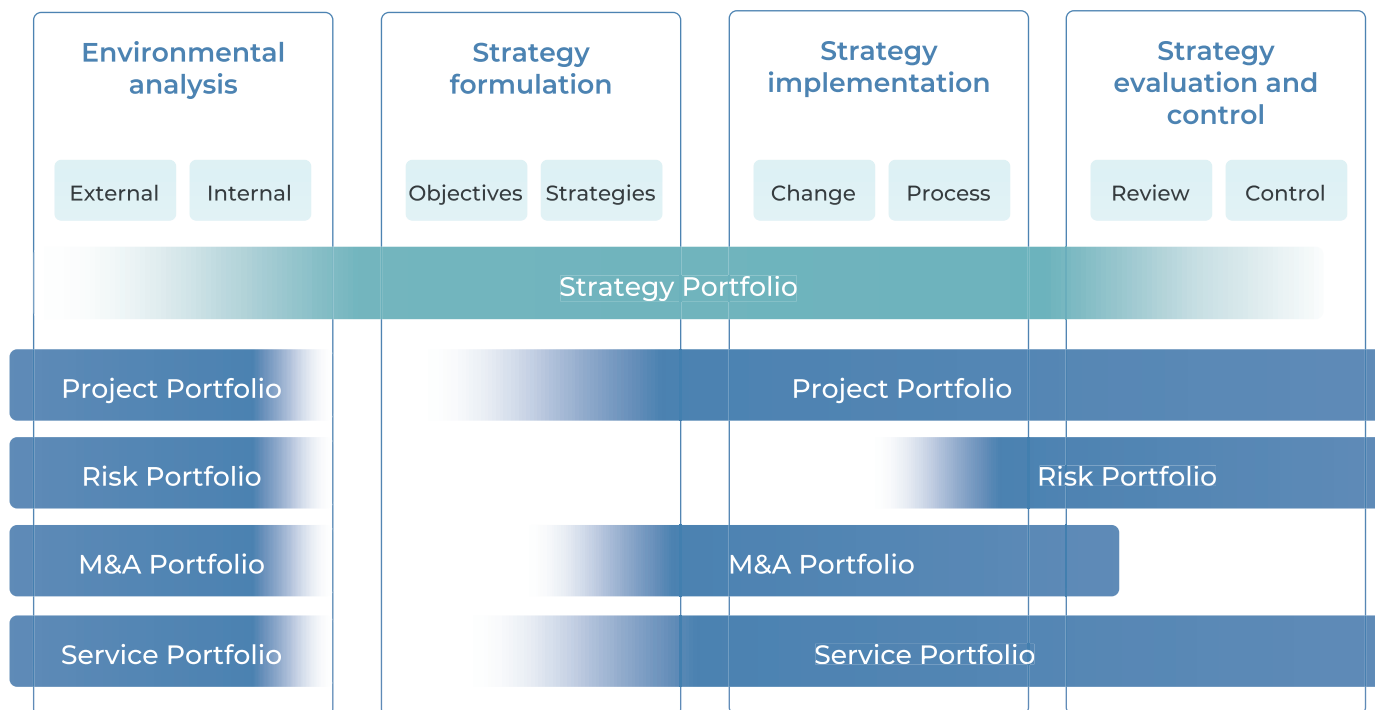 Environmental
analysis
Strategy
formulation
Strategy
implementation
Strategy
evaluation and
control
External
Internal
Objectives
Strategies
Change
Process
Review
Control
Strategy Portfolio
Project Portfolio
Project Portfolio
Risk Portfolio
Risk Portfolio
M&A Portfolio
M&A Portfolio
Service Portfolio
Service Portfolio